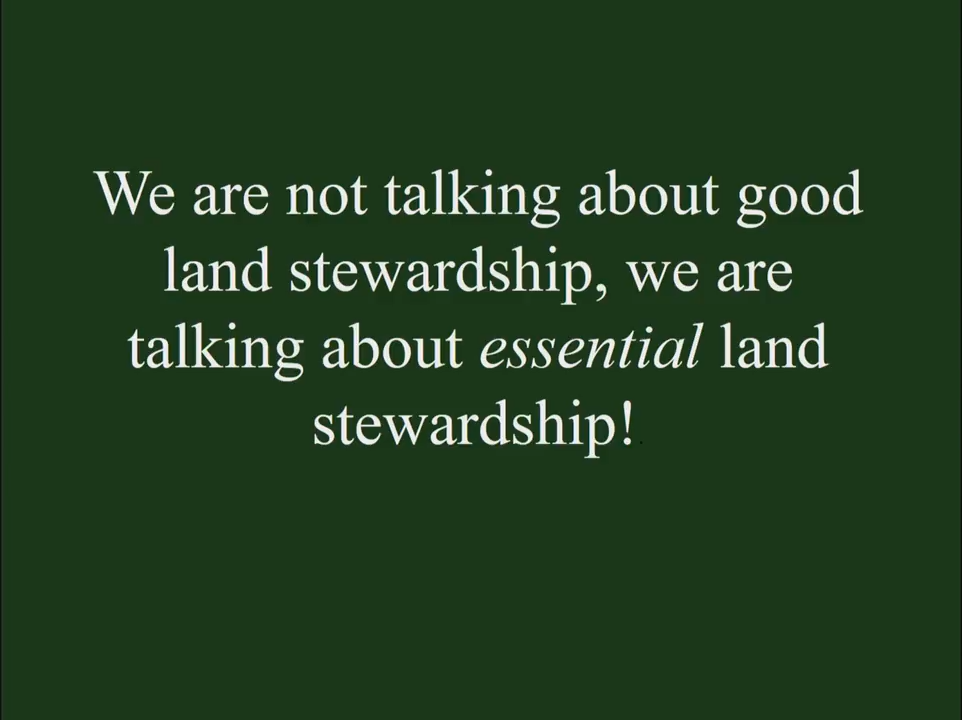 We are not talking about good
land stewardship, we are
talking about essential land
stewardship!